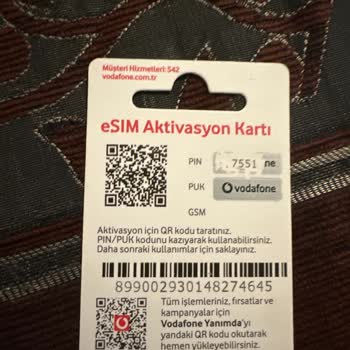 Müşteri Hizmetleri: 542
vodafone.com.tr
eSIM Aktivasyon Kartı
PIN 7551 ne
PUK vodafone
GSM
Aktivasyon için QR kodu taratınız.
PIN/PUK kodunu kazıyarak kullanabilirsiniz.
Daha sonraki kullanımlar için saklayınız.
899002930148274645
Tüm işlemleriniz, fırsatlar ve
kampanyalar için
Vodafone Yanımda'yı
yandaki QR kodu okutarak
hemen yükleyebilirsiniz.